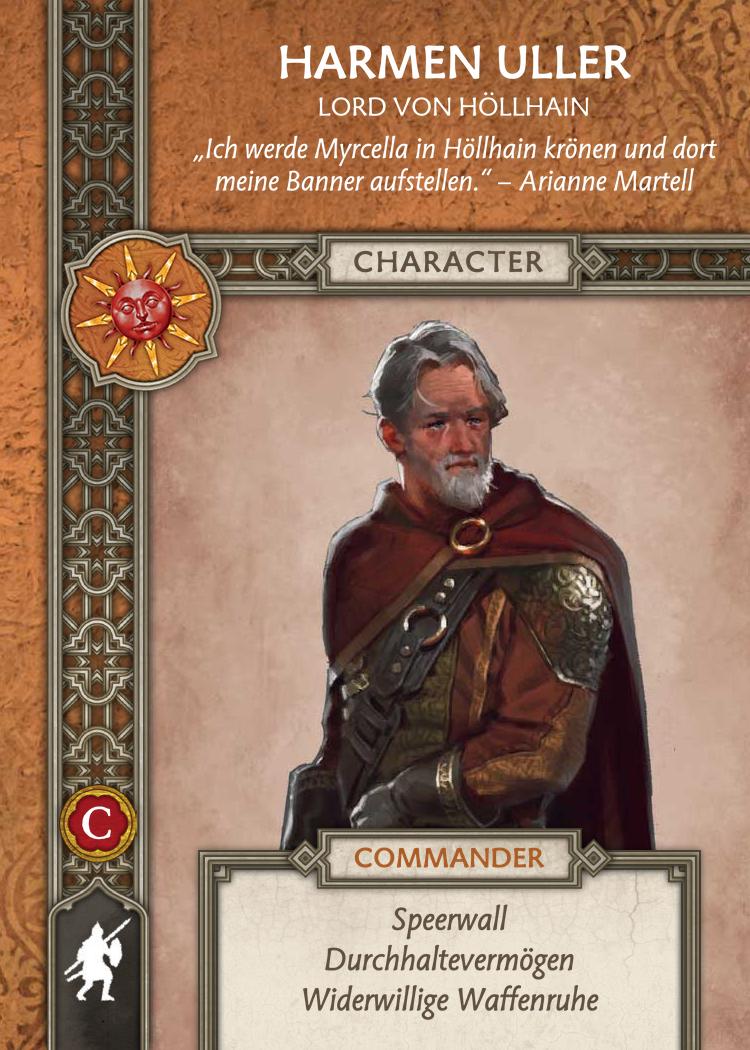 HARMEN ULLER
LORD VON HÖLLHAIN
„Ich werde Myrcella in Höllhain krönen und dort
meine Banner aufstellen.“ – Arianne Martell
CHARACTER
C
COMMANDER
Speerwall
Durchhaltevermögen
Widerwillige Waffenruhe